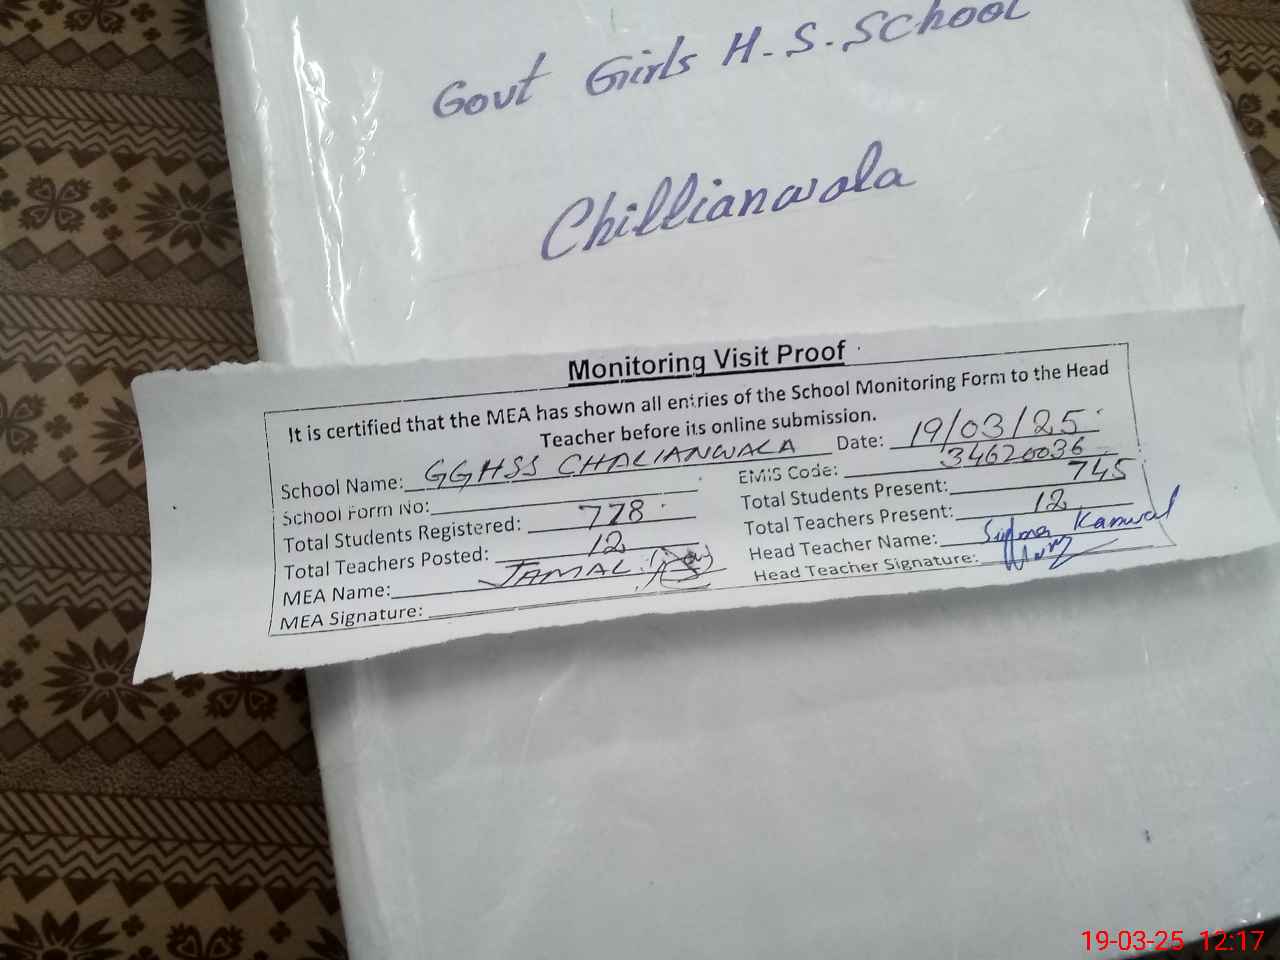 Govt Girls H.S.School
Chillianwala
Monitoring Visit Proof
It is certified that the MEA has shown all entries of the School Monitoring Form to the Head
Teacher before its online submission.
School Name: GGHSS CHALIANWALA Date: 19/03/25
School Form No: EMIS Code: 34620036
Total Students Registered: 778 Total Students Present: 745
Total Teachers Posted: 12 Total Teachers Present: 12
MEA Name: JAMAL Head Teacher Name: Kanwal
MEA Signature: Head Teacher Signature:
19-03-25 12:17